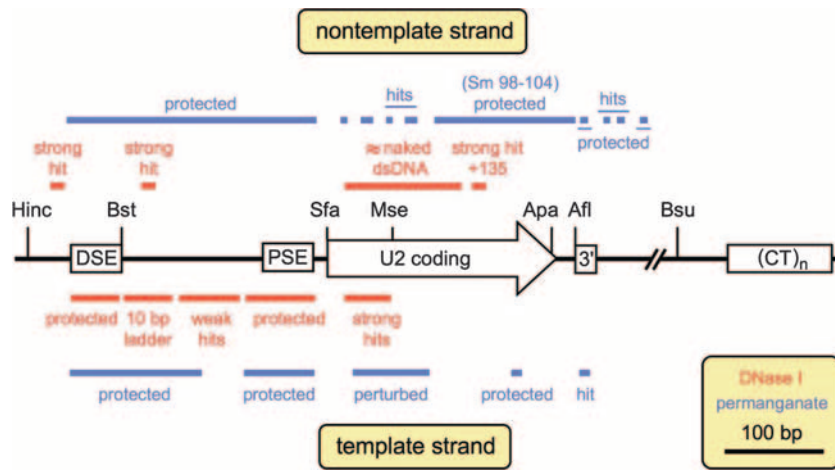 nontemplate strand
(Sm 98-104)
protected
hits
protected
hits
protected
strong
hit
strong
hit
≈ naked
dsDNA
strong hit
+135
Hinc
Bst
Sfa
Mse
Apa
Afl
Bsu
DSE
PSE
U2 coding
3'
(CT)n
protected
10 bp
ladder
weak
hits
protected
strong
hits
protected
protected
perturbed
protected
hit
DNase I
permanganate
100 bp
template strand